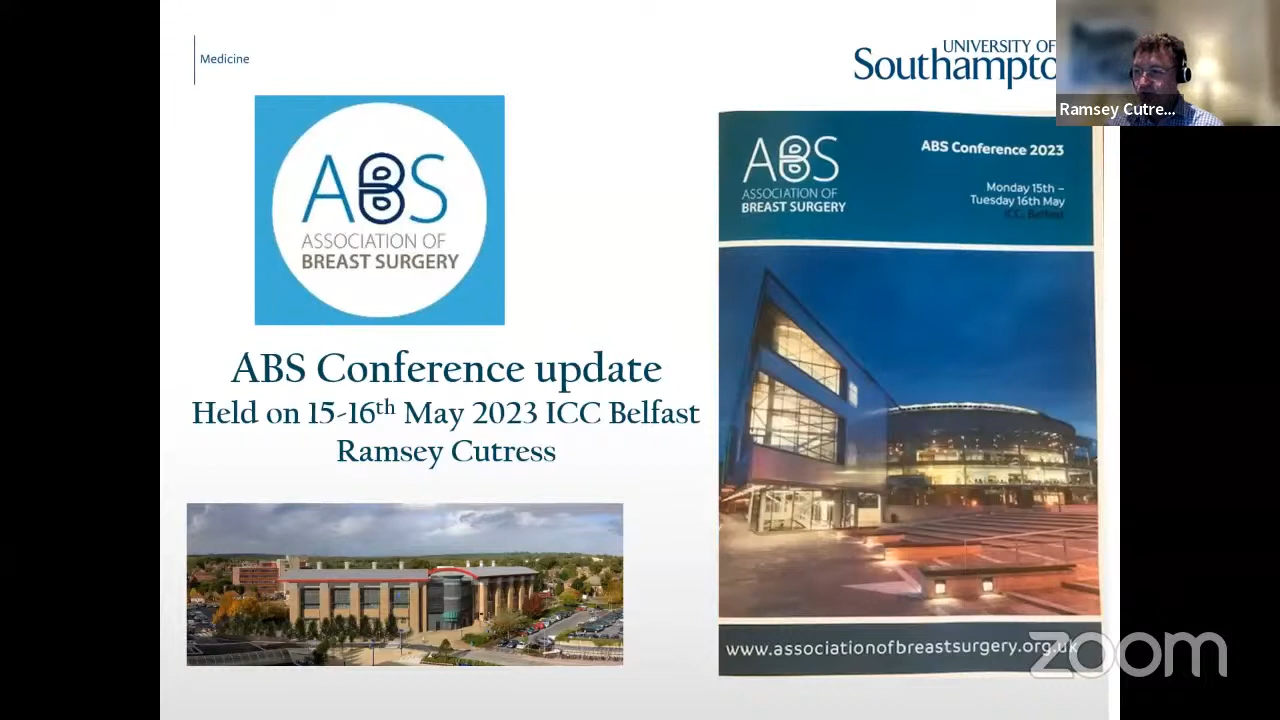 Medicine
UNIVERSITY OF
Southampto
Ramsey Cutre...
ABS
ASSOCIATION OF
BREAST SURGERY
ABS Conference update
Held on 15-16th May 2023 ICC Belfast
Ramsey Cutress
ABS
ASSOCIATION OF
BREAST SURGERY
ABS Conference 2023
Monday 15th –
Tuesday 16th May
ICC, Belfast
www.associationofbreastsurgery.org.uk
zoom